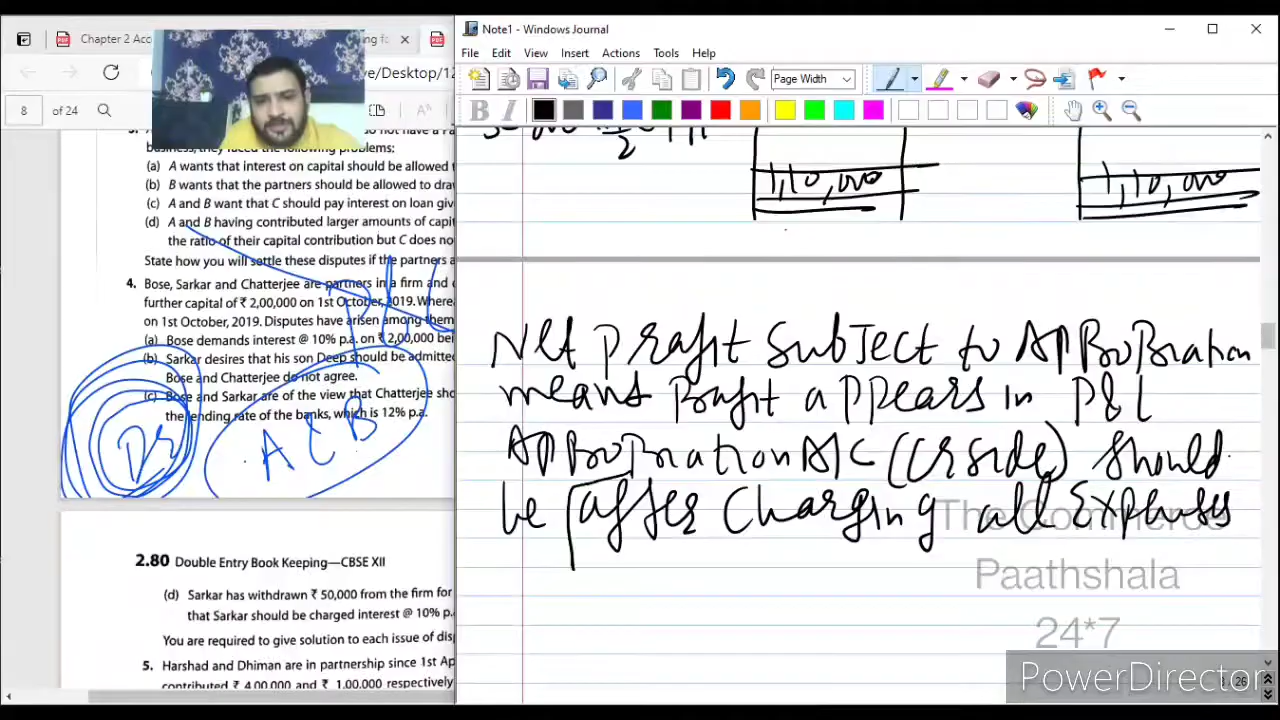 Chapter 2 Acc
Note1 - Windows Journal
File Edit View Insert Actions Tools Help
ve/Desktop/12
8 of 24
Page Width
B I
business, they faced the following problems:
(a) A wants that interest on capital should be allowed
(b) B wants that the partners should be allowed to dra
(c) A and B want that C should pay interest on loan giv
(d) A and B having contributed larger amounts of capit
the ratio of their capital contribution but C does no
State how you will settle these disputes if the partners a
4. Bose, Sarkar and Chatterjee are partners in a firm and
further capital of ₹ 2,00,000 on 1st October, 2019. Where
on 1st October, 2019. Disputes have arisen among them
(a) Bose demands interest @ 10% p.a. on ₹ 2,00,000 bei
(b) Sarkar desires that his son Deep should be admitted
Bose and Chatterjee do not agree.
(c) Bose and Sarkar are of the view that Chatterjee sho
the lending rate of the banks, which is 12% p.a.
P&L
Dr
A & B
2.80 Double Entry Book Keeping—CBSE XII
(d) Sarkar has withdrawn ₹ 50,000 from the firm for
that Sarkar should be charged interest @ 10% p.a.
You are required to give solution to each issue of disp
5. Harshad and Dhiman are in partnership since 1st Ap
contributed ₹ 4,00,000 and ₹ 1,00,000 respectively
1,10,000 1,10,000
Net profit Subject to APProPration
means Profit appears in P&L
APProPration A/C (Cr side) should
be after Charging all Expenses
The Commerce
Paathshala
24*7
PowerDirector